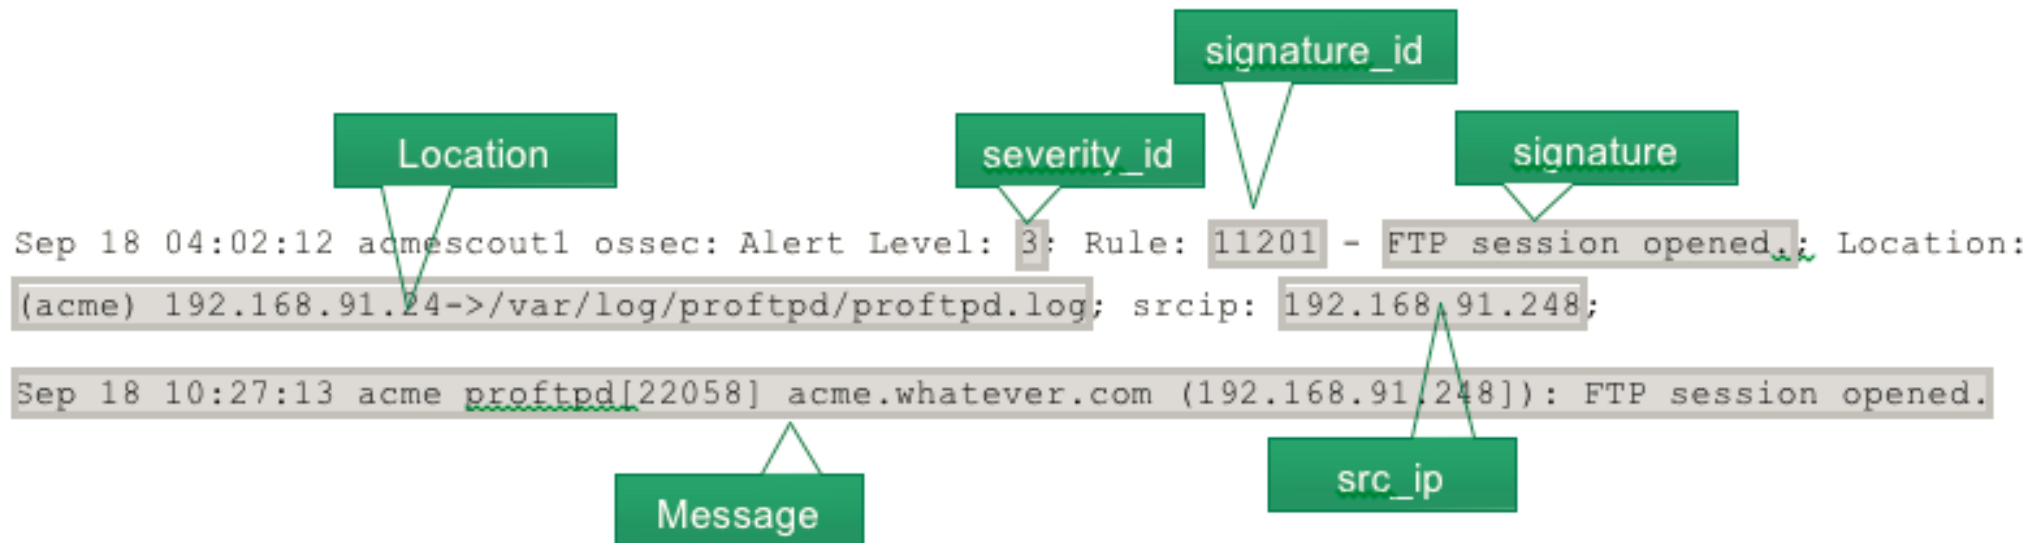 signature_id
Location
severity_id
signature
Sep 18 04:02:12 acmescout1 ossec: Alert Level: 3; Rule: 11201 - FTP session opened.; Location:
(acme) 192.168.91.24->/var/log/proftpd/proftpd.log; srcip: 192.168.91.248;
Sep 18 10:27:13 acme proftpd[22058] acme.whatever.com (192.168.91.248]): FTP session opened.
src_ip
Message